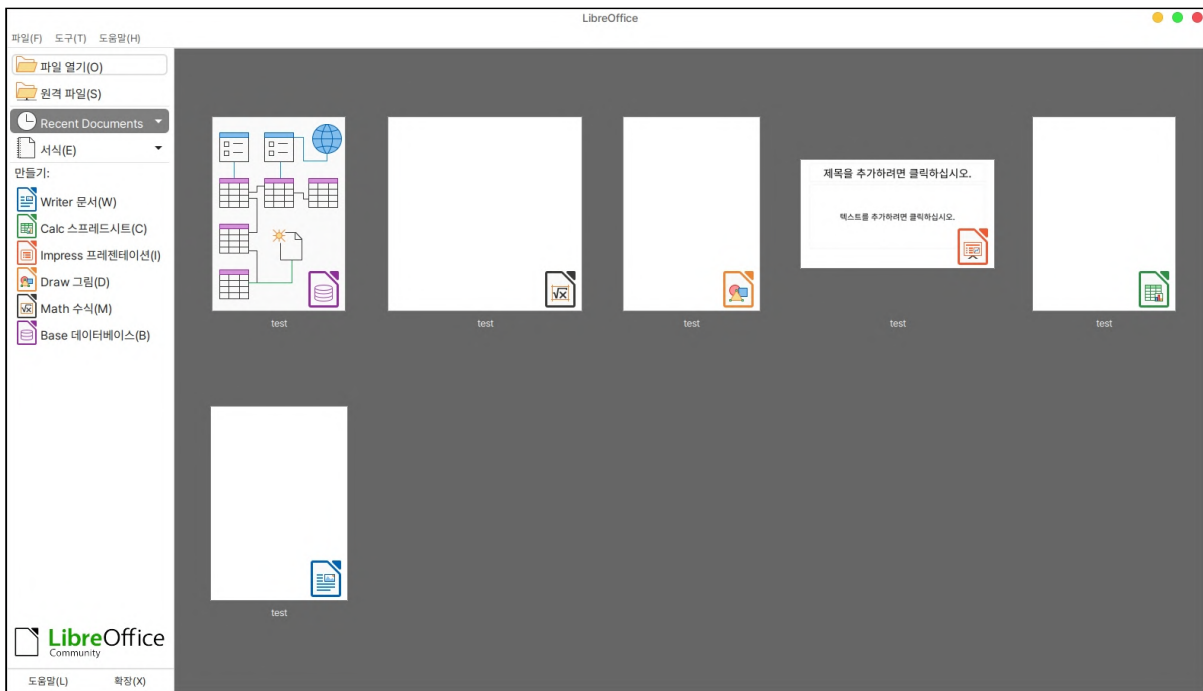 LibreOffice
파일(F) 도구(T) 도움말(H)
파일 열기(O)
원격 파일(S)
Recent Documents
서식(E)
만들기:
Writer 문서(W)
Calc 스프레드시트(C)
Impress 프레젠테이션(I)
Draw 그림(D)
Math 수식(M)
Base 데이터베이스(B)
제목을 추가하려면 클릭하십시오.
텍스트를 추가하려면 클릭하십시오.
test test test test test
test
LibreOffice
Community
도움말(L) 확장(X)